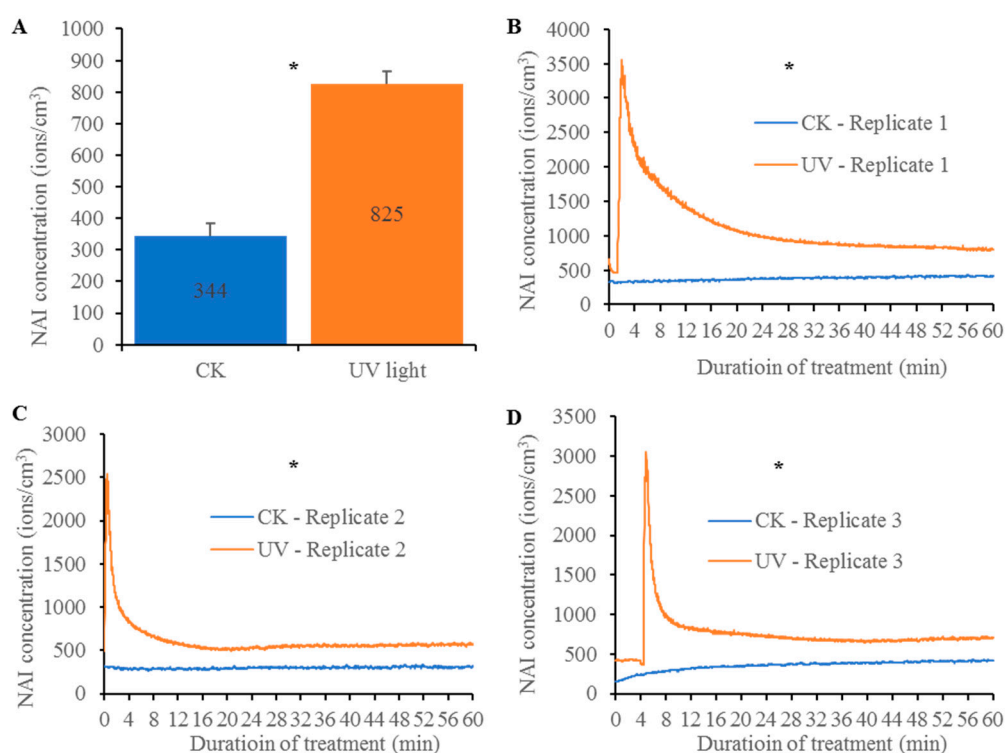 A
NAI concentration (ions/cm³)
1000
900
800
700
600
500
400
300
200
100
0
*
344
825
CK
UV light
B
NAI concentration (ions/cm³)
4000
3500
3000
2500
2000
1500
1000
500
0
*
CK - Replicate 1
UV - Replicate 1
0 4 8 12 16 20 24 28 32 36 40 44 48 52 56 60
Duratioin of treatment (min)
C
NAI concentration (ions/cm³)
3000
2500
2000
1500
1000
500
0
*
CK - Replicate 2
UV - Replicate 2
0 4 8 12 16 20 24 28 32 36 40 44 48 52 56 60
Duratioin of treatment (min)
D
NAI concentration (ions/cm³)
3500
3000
2500
2000
1500
1000
500
0
*
CK - Replicate 3
UV - Replicate 3
0 4 8 12 16 20 24 28 32 36 40 44 48 52 56 60
Duratioin of treatment (min)